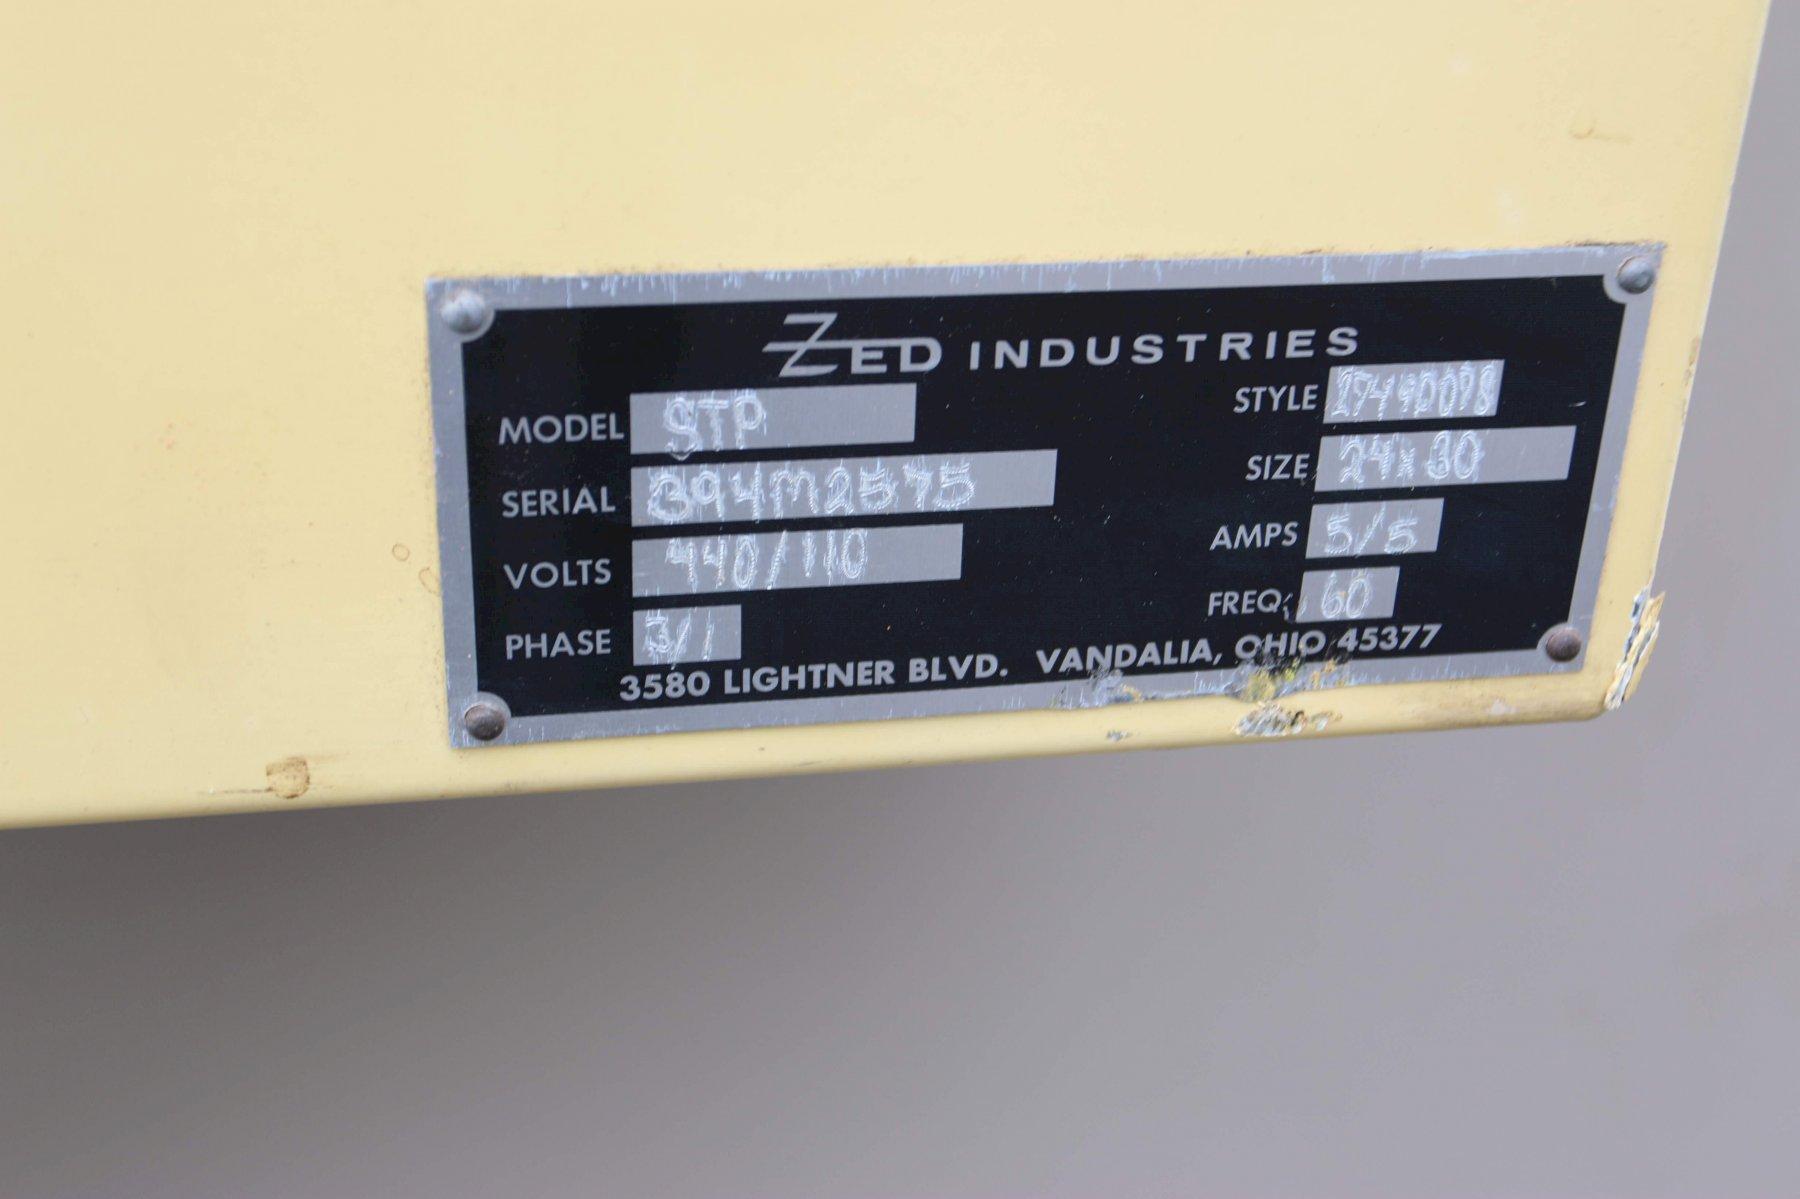 ZED INDUSTRIES
MODEL STP
STYLE
SERIAL 394M2575
SIZE 24x30
VOLTS 440/110
AMPS 5/5
PHASE 3/1
FREQ. 60
3580 LIGHTNER BLVD. VANDALIA, OHIO 45377